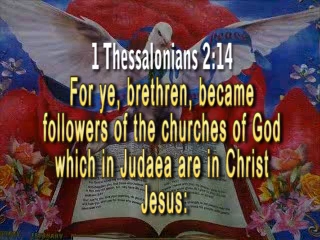 1 Thessalonians 2:14
For ye, brethren, became
followers of the churches of God
which in Judaea are in Christ
Jesus: